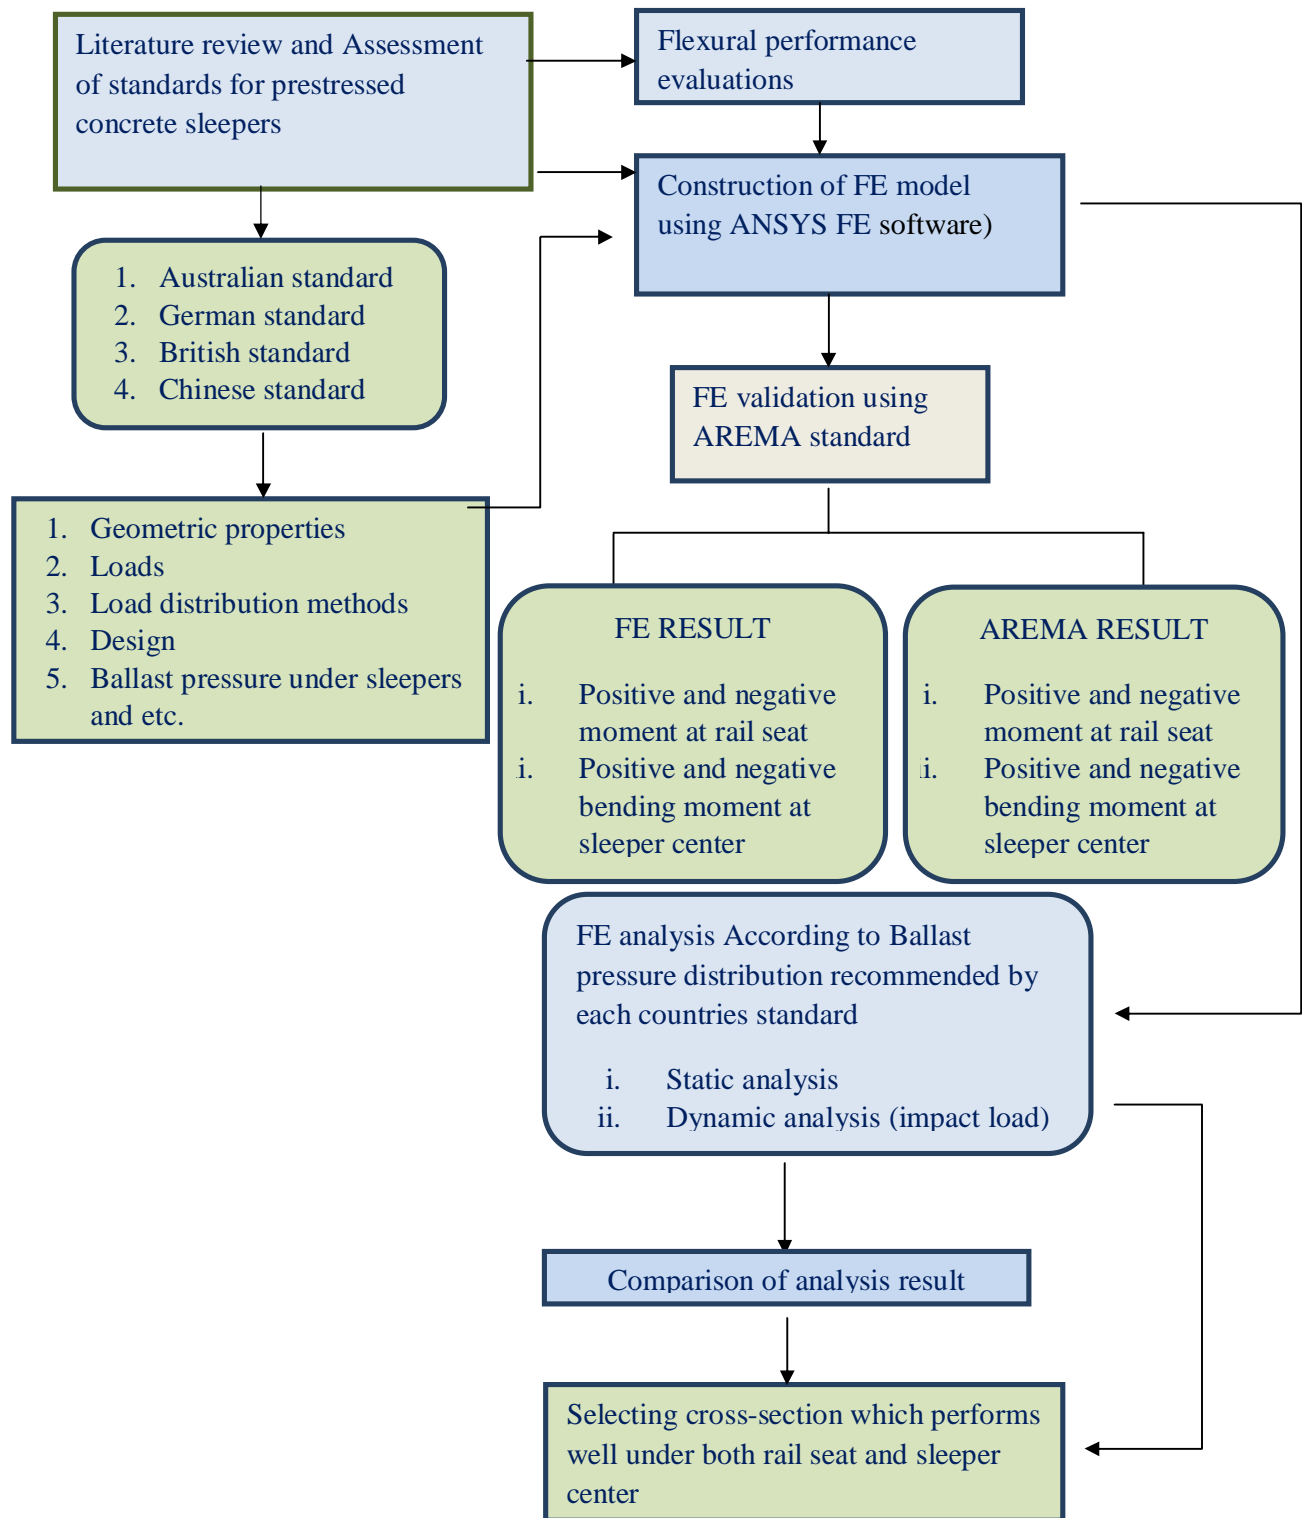 Literature review and Assessment
of standards for prestressed
concrete sleepers
Flexural performance
evaluations
Construction of FE model
using ANSYS FE software)
1. Australian standard
2. German standard
3. British standard
4. Chinese standard
FE validation using
AREMA standard
1. Geometric properties
2. Loads
3. Load distribution methods
4. Design
5. Ballast pressure under sleepers
and etc.
FE RESULT
i. Positive and negative
moment at rail seat
i. Positive and negative
bending moment at
sleeper center
AREMA RESULT
i. Positive and negative
moment at rail seat
ii. Positive and negative
bending moment at
sleeper center
FE analysis According to Ballast
pressure distribution recommended by
each countries standard
i. Static analysis
ii. Dynamic analysis (impact load)
Comparison of analysis result
Selecting cross-section which performs
well under both rail seat and sleeper
center